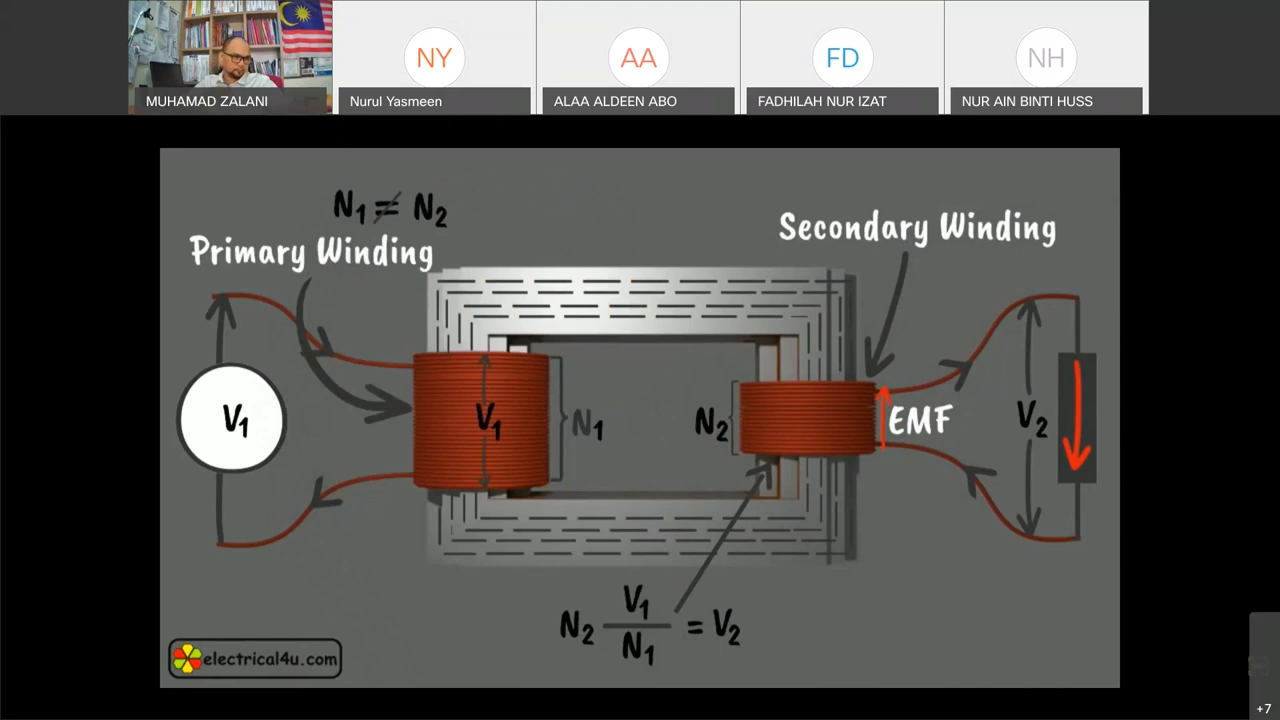 NY
AA
FD
NH
MUHAMAD ZALANI
Nurul Yasmeen
ALAA ALDEEN ABO
FADHILAH NUR IZAT
NUR AIN BINTI HUSS
N₁ ≠ N₂
Primary Winding
Secondary Winding
V₁
V₁
N₁
N₂
EMF
V₂
N₂ V₁/N₁ = V₂
electrical4u.com
+7